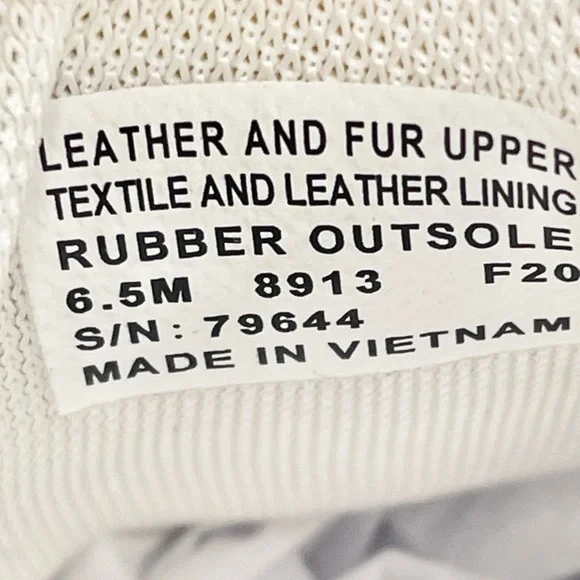 LEATHER AND FUR UPPER
TEXTILE AND LEATHER LINING
RUBBER OUTSOLE
6.5M 8913 F20
S/N: 79644
MADE IN VIETNAM